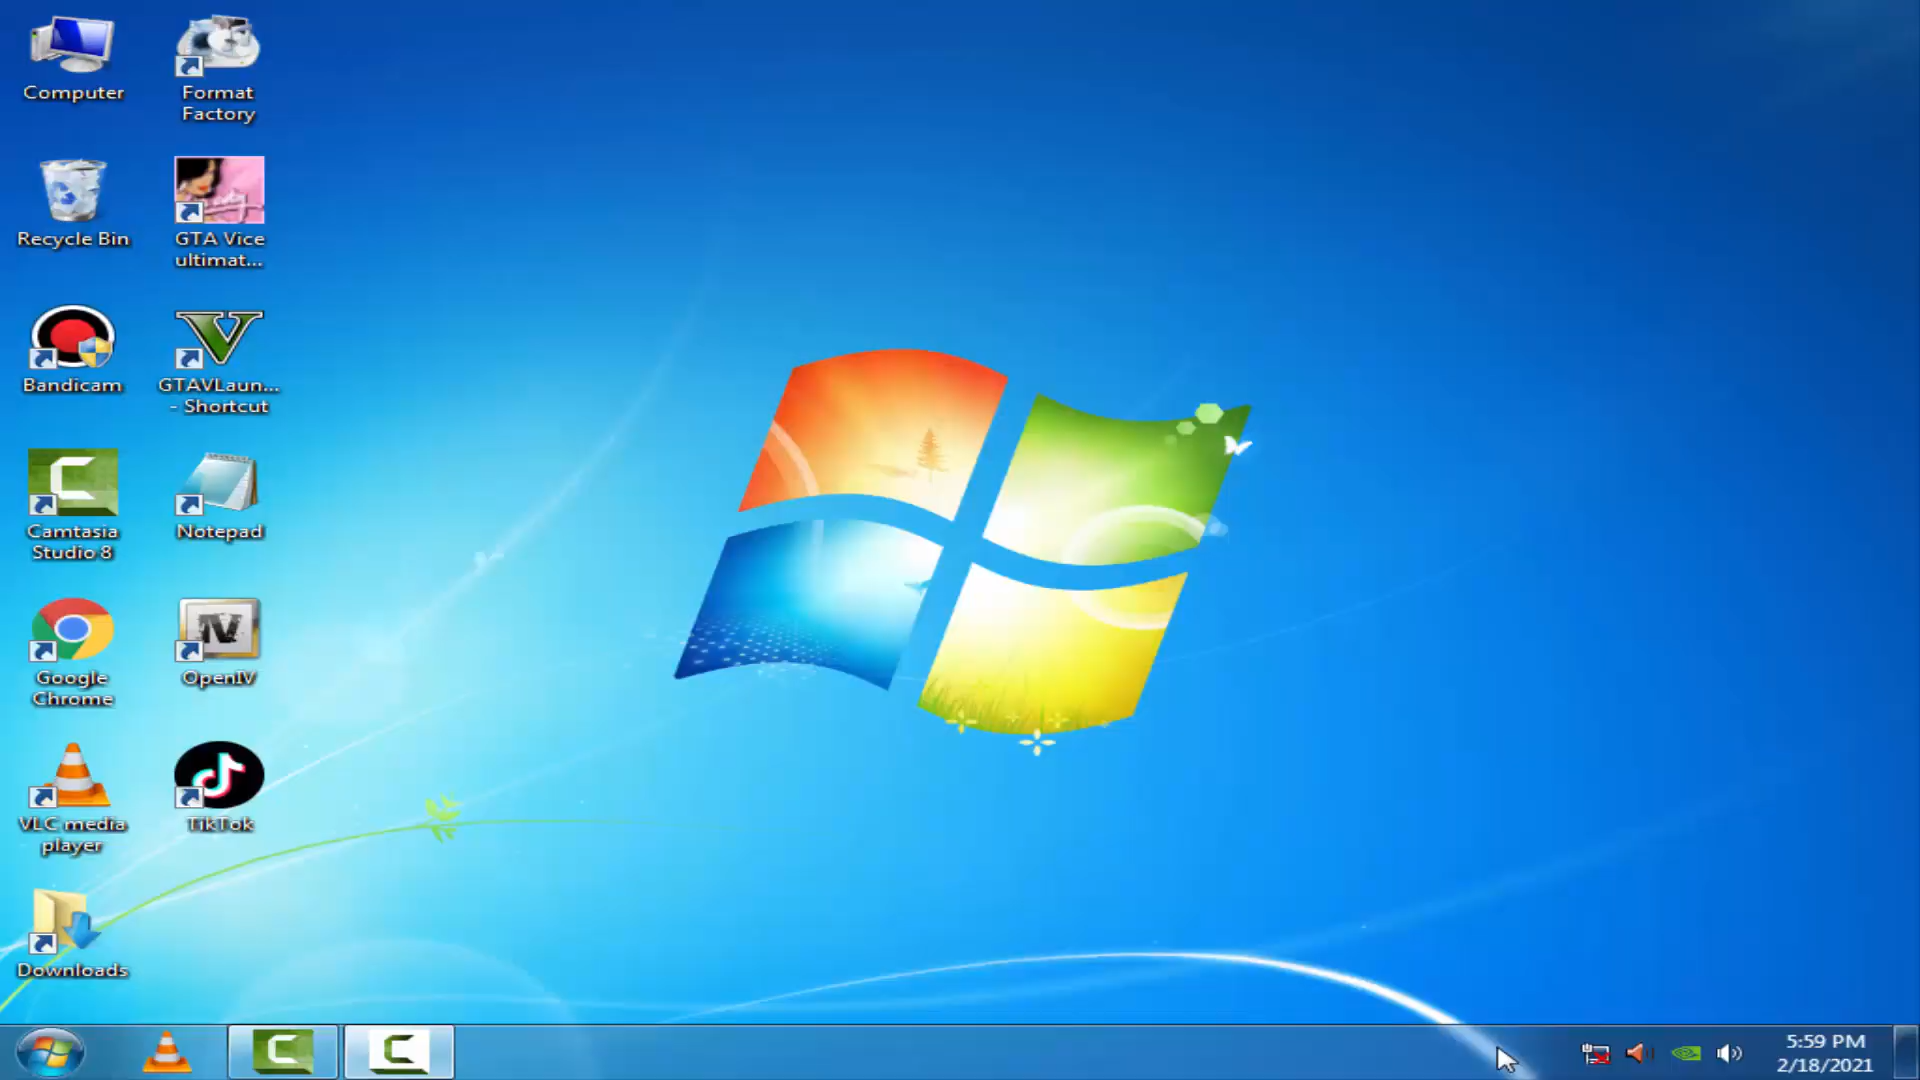 Computer
Format
Factory
Recycle Bin
GTA Vice
ultimat...
Bandicam
GTAVLaun...
- Shortcut
Camtasia
Studio 8
Notepad
Google
Chrome
IV
OpenIV
VLC media
player
TikTok
Downloads
5:59 PM
2/18/2021